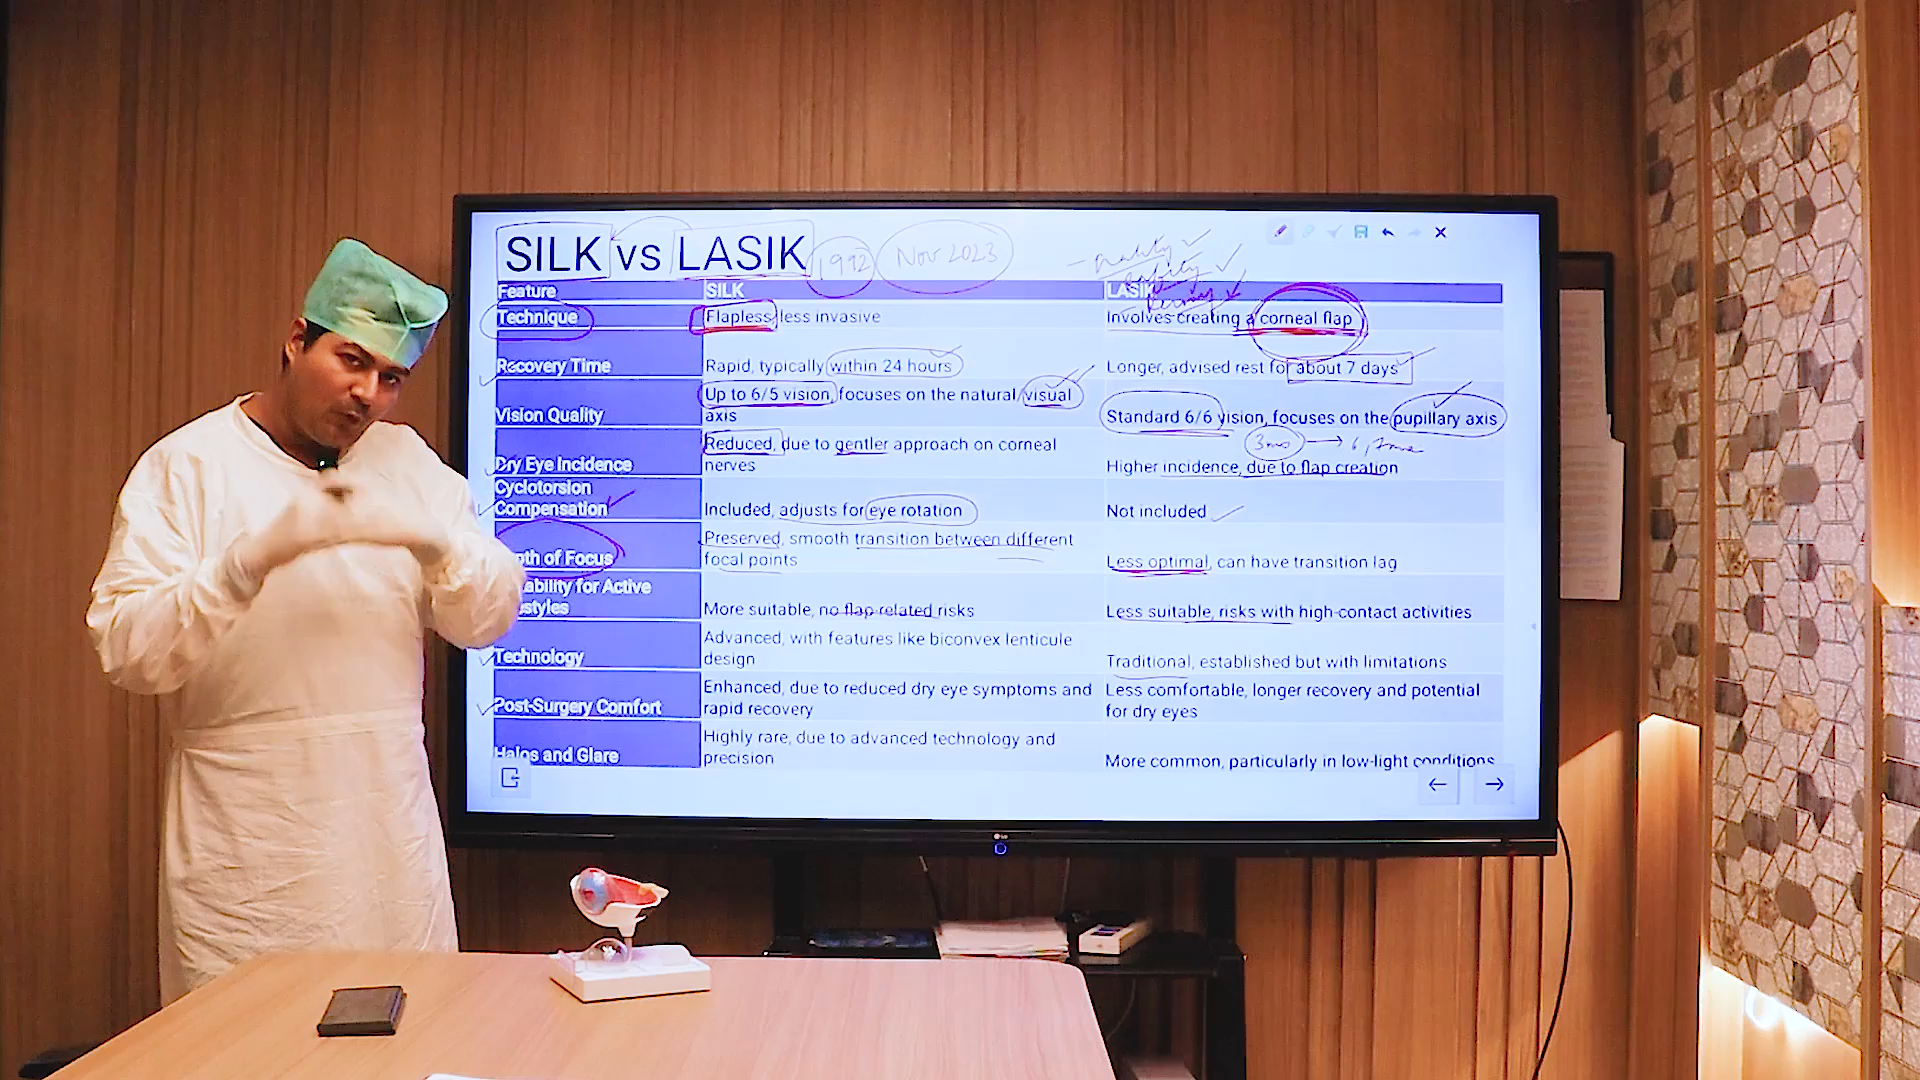 SILK vs LASIK 1992 Nov 2023
Feature SILK LASIK
Technique Flapless, less invasive Involves creating a corneal flap
Recovery Time Rapid, typically within 24 hours Longer, advised rest for about 7 days
Vision Quality Up to 6/5 vision, focuses on the natural visual
axis Standard 6/6 vision, focuses on the pupillary axis
Dry Eye Incidence Reduced, due to gentler approach on corneal
nerves Higher incidence, due to flap creation
Cyclotorsion
Compensation Included, adjusts for eye rotation Not included
of Focus Preserved, smooth transition between different
focal points Less optimal, can have transition lag
for Active
More suitable, no flap related risks Less suitable, risks with high-contact activities
Technology Advanced, with features like biconvex lenticule
design Traditional, established but with limitations
Post-Surgery Comfort Enhanced, due to reduced dry eye symptoms and
rapid recovery Less comfortable, longer recovery and potential
for dry eyes
Halos and Glare Highly rare, due to advanced technology and
precision More common, particularly in low-light conditions
LG